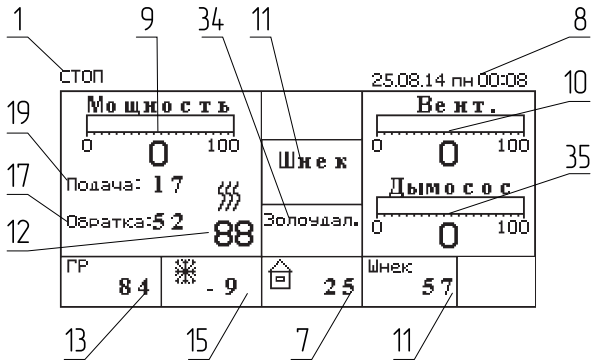 1 9 34 11 8
СТОП 25.08.14 пн 00:08
Мощность Вент. 10
0 100 0 100
0 Шнек 0
19 Подача: 17 Дымосос 35
17 Обратка: 52 Золоудал. 0 100
12 88 0
ГР 84 - 9 25 Шнек 57
13 15 7 11